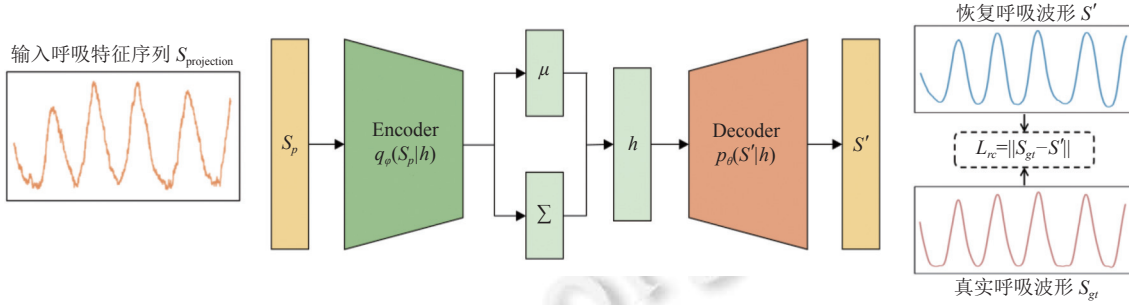 输入呼吸特征序列 S_projection
S_p
Encoder
q_φ(S_p|h)
μ
Σ
h
Decoder
p_θ(S′|h)
S′
恢复呼吸波形 S′
L_rc=||S_gt−S′||
真实呼吸波形 S_gt